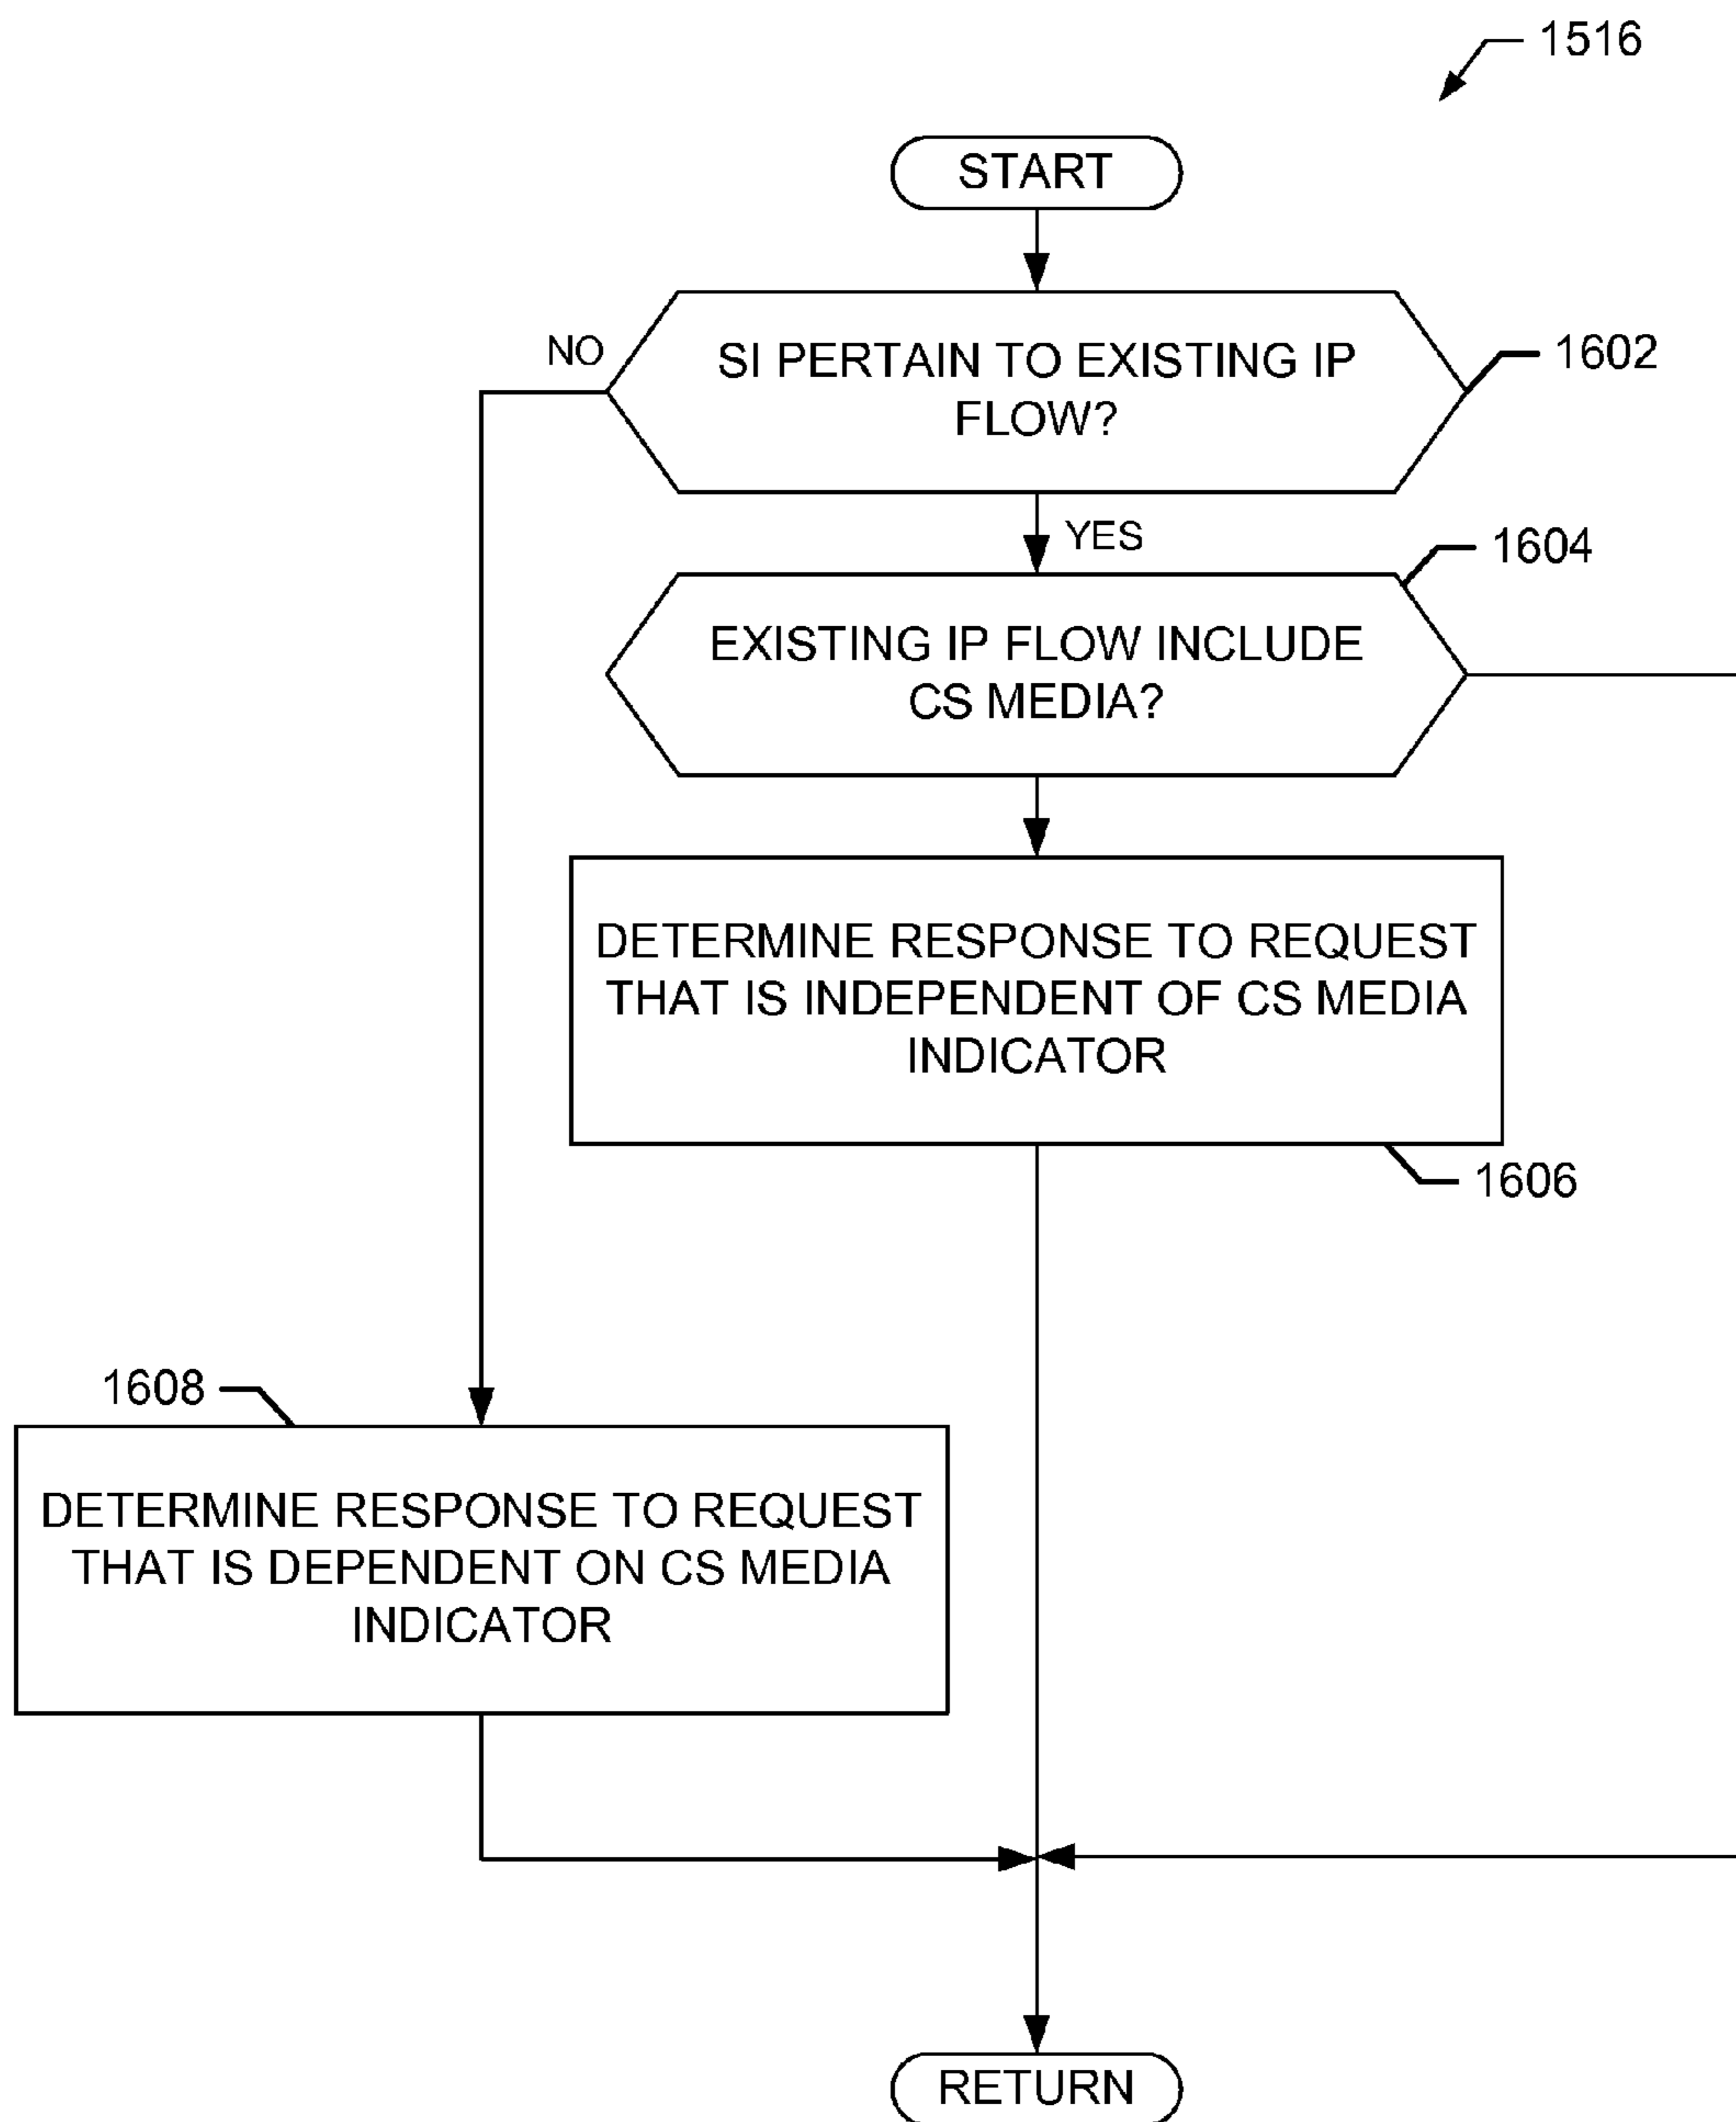 1516
START
NO
SI PERTAIN TO EXISTING IP
FLOW?
1602
YES
1604
EXISTING IP FLOW INCLUDE
CS MEDIA?
DETERMINE RESPONSE TO REQUEST
THAT IS INDEPENDENT OF CS MEDIA
INDICATOR
1606
1608
DETERMINE RESPONSE TO REQUEST
THAT IS DEPENDENT ON CS MEDIA
INDICATOR
RETURN